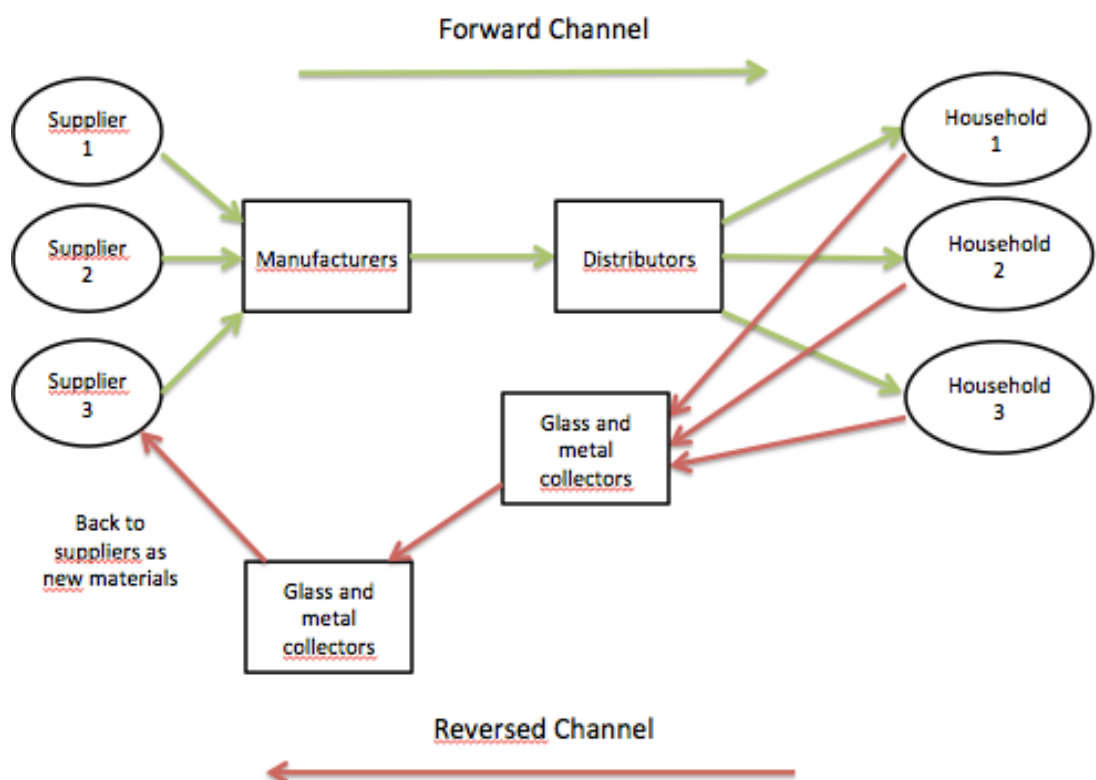 Forward Channel
Supplier
1
Household
1
Supplier
2
Manufacturers
Distributors
Household
2
Supplier
3
Household
3
Glass and
metal
collectors
Back to
suppliers as
new materials
Glass and
metal
collectors
Reversed Channel